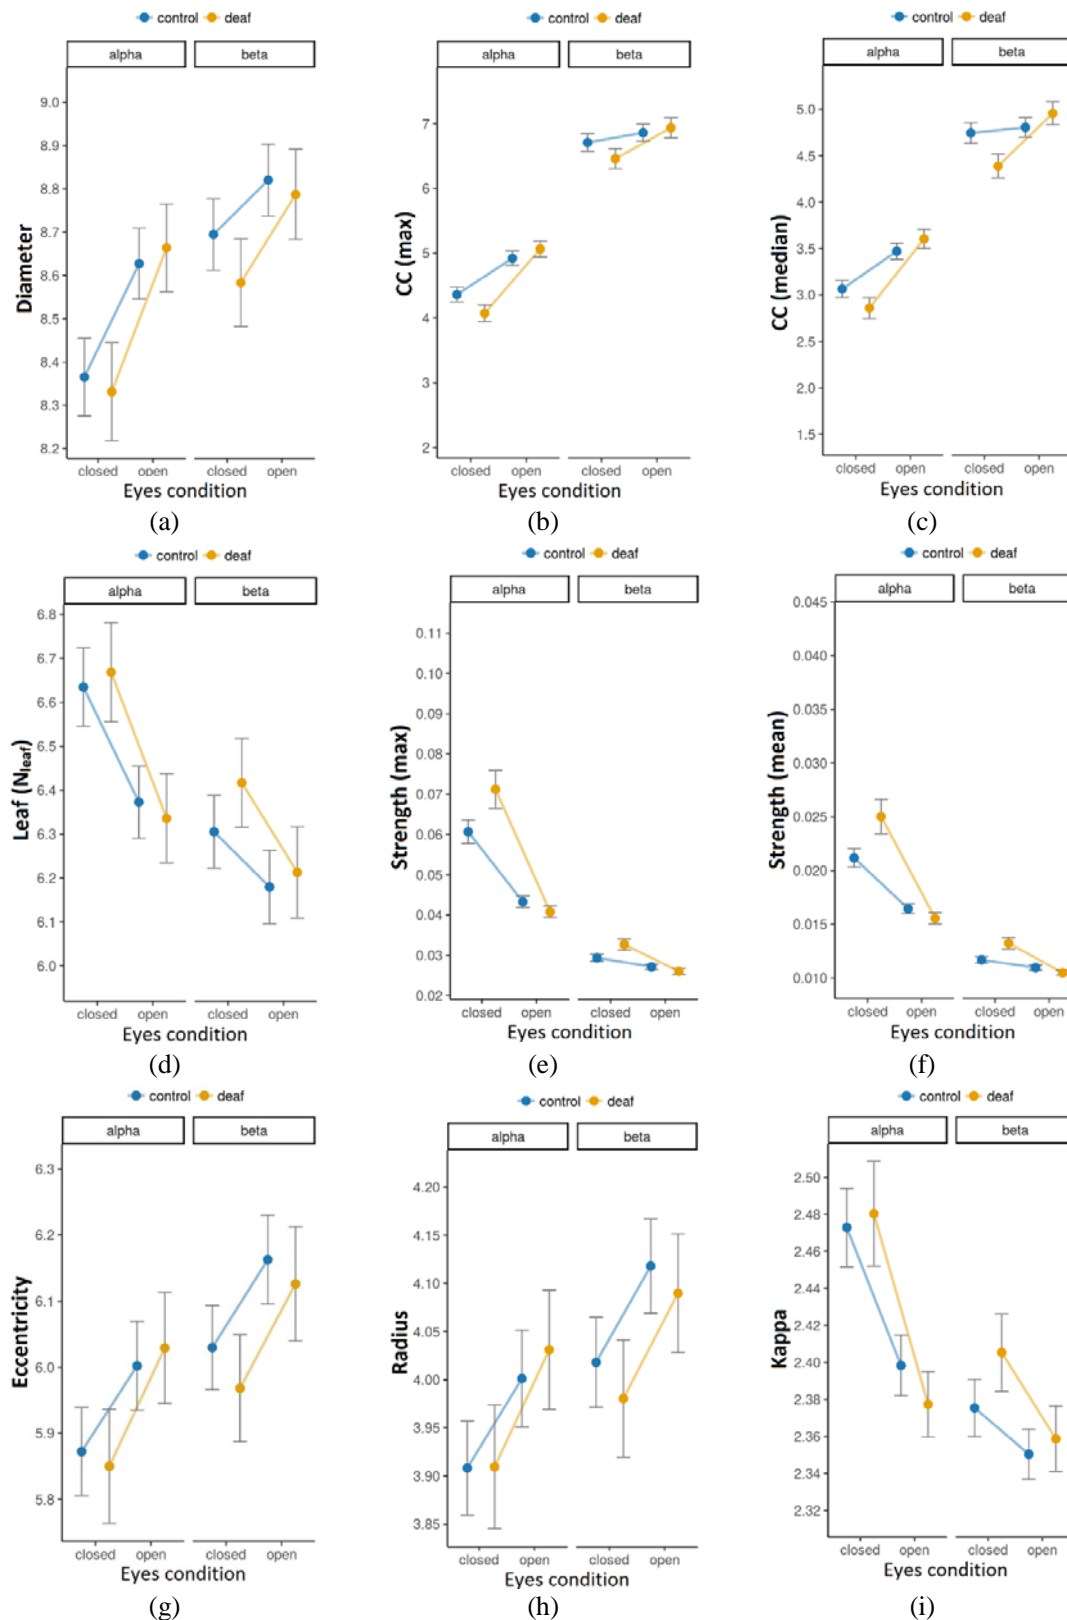 control deaf
alpha beta
Diameter
9.0
8.9
8.8
8.7
8.6
8.5
8.4
8.3
8.2
closed open closed open
Eyes condition
(a)
control deaf
alpha beta
CC (max)
7
6
5
4
3
2
closed open closed open
Eyes condition
(b)
control deaf
alpha beta
CC (median)
5.0
4.5
4.0
3.5
3.0
2.5
2.0
1.5
closed open closed open
Eyes condition
(c)
control deaf
alpha beta
Leaf (Nleaf)
6.8
6.7
6.6
6.5
6.4
6.3
6.2
6.1
6.0
closed open closed open
Eyes condition
(d)
control deaf
alpha beta
Strength (max)
0.11
0.10
0.09
0.08
0.07
0.06
0.05
0.04
0.03
0.02
closed open closed open
Eyes condition
(e)
control deaf
alpha beta
Strength (mean)
0.045
0.040
0.035
0.030
0.025
0.020
0.015
0.010
closed open closed open
Eyes condition
(f)
control deaf
alpha beta
Eccentricity
6.3
6.2
6.1
6.0
5.9
5.8
closed open closed open
Eyes condition
(g)
control deaf
alpha beta
Radius
4.20
4.15
4.10
4.05
4.00
3.95
3.90
3.85
closed open closed open
Eyes condition
(h)
control deaf
alpha beta
Kappa
2.50
2.48
2.46
2.44
2.42
2.40
2.38
2.36
2.34
2.32
closed open closed open
Eyes condition
(i)